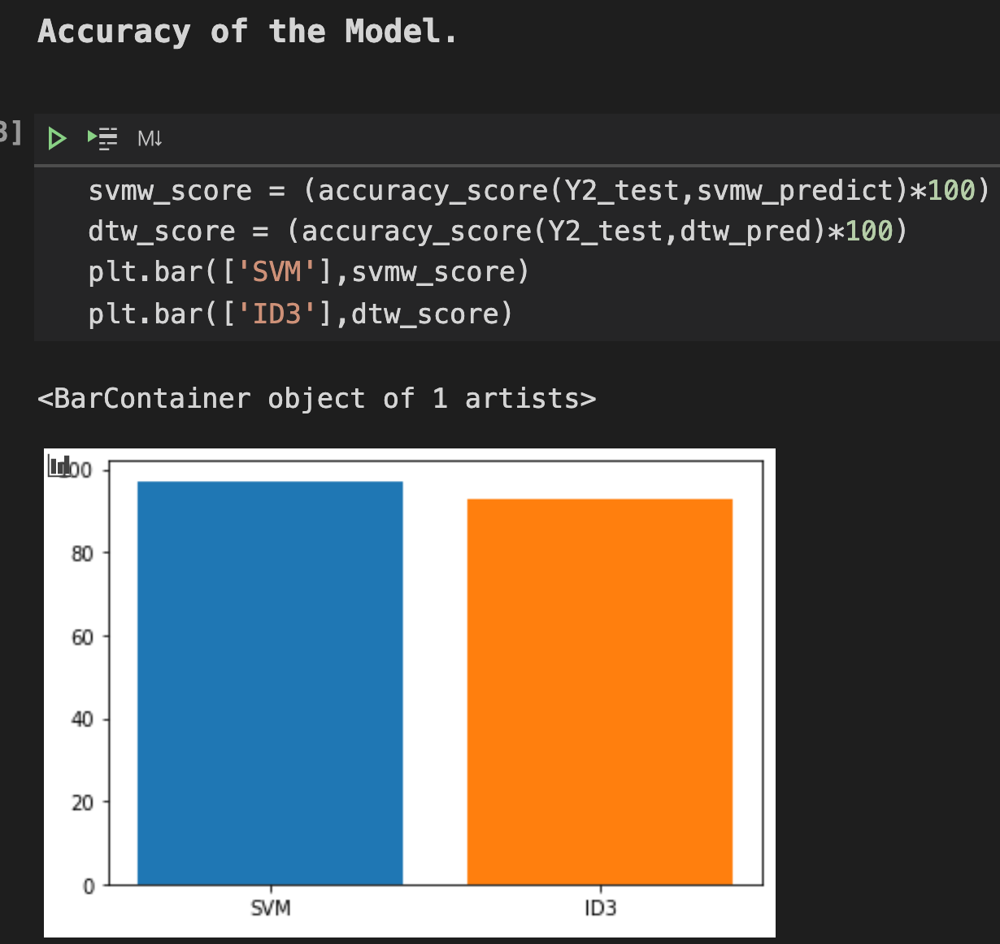 Accuracy of the Model.
3]
M↓
svmw_score = (accuracy_score(Y2_test,svmw_predict)*100)
dtw_score = (accuracy_score(Y2_test,dtw_pred)*100)
plt.bar(['SVM'],svmw_score)
plt.bar(['ID3'],dtw_score)
<BarContainer object of 1 artists>
100
80
60
40
20
0
SVM
ID3